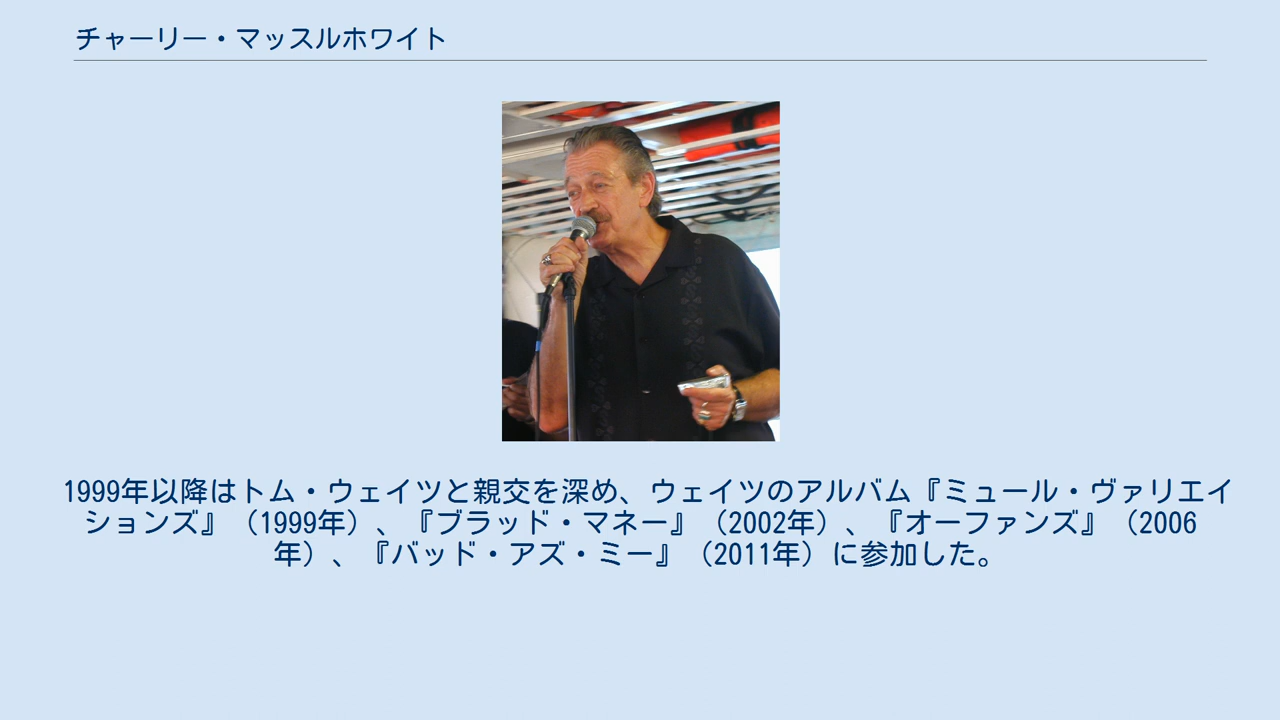 チャーリー・マッスルホワイト
1999年以降はトム・ウェイツと親交を深め、ウェイツのアルバム『ミュール・ヴァリエイ
ションズ』（1999年）、『ブラッド・マネー』（2002年）、『オーファンズ』（2006
年）、『バッド・アズ・ミー』（2011年）に参加した。